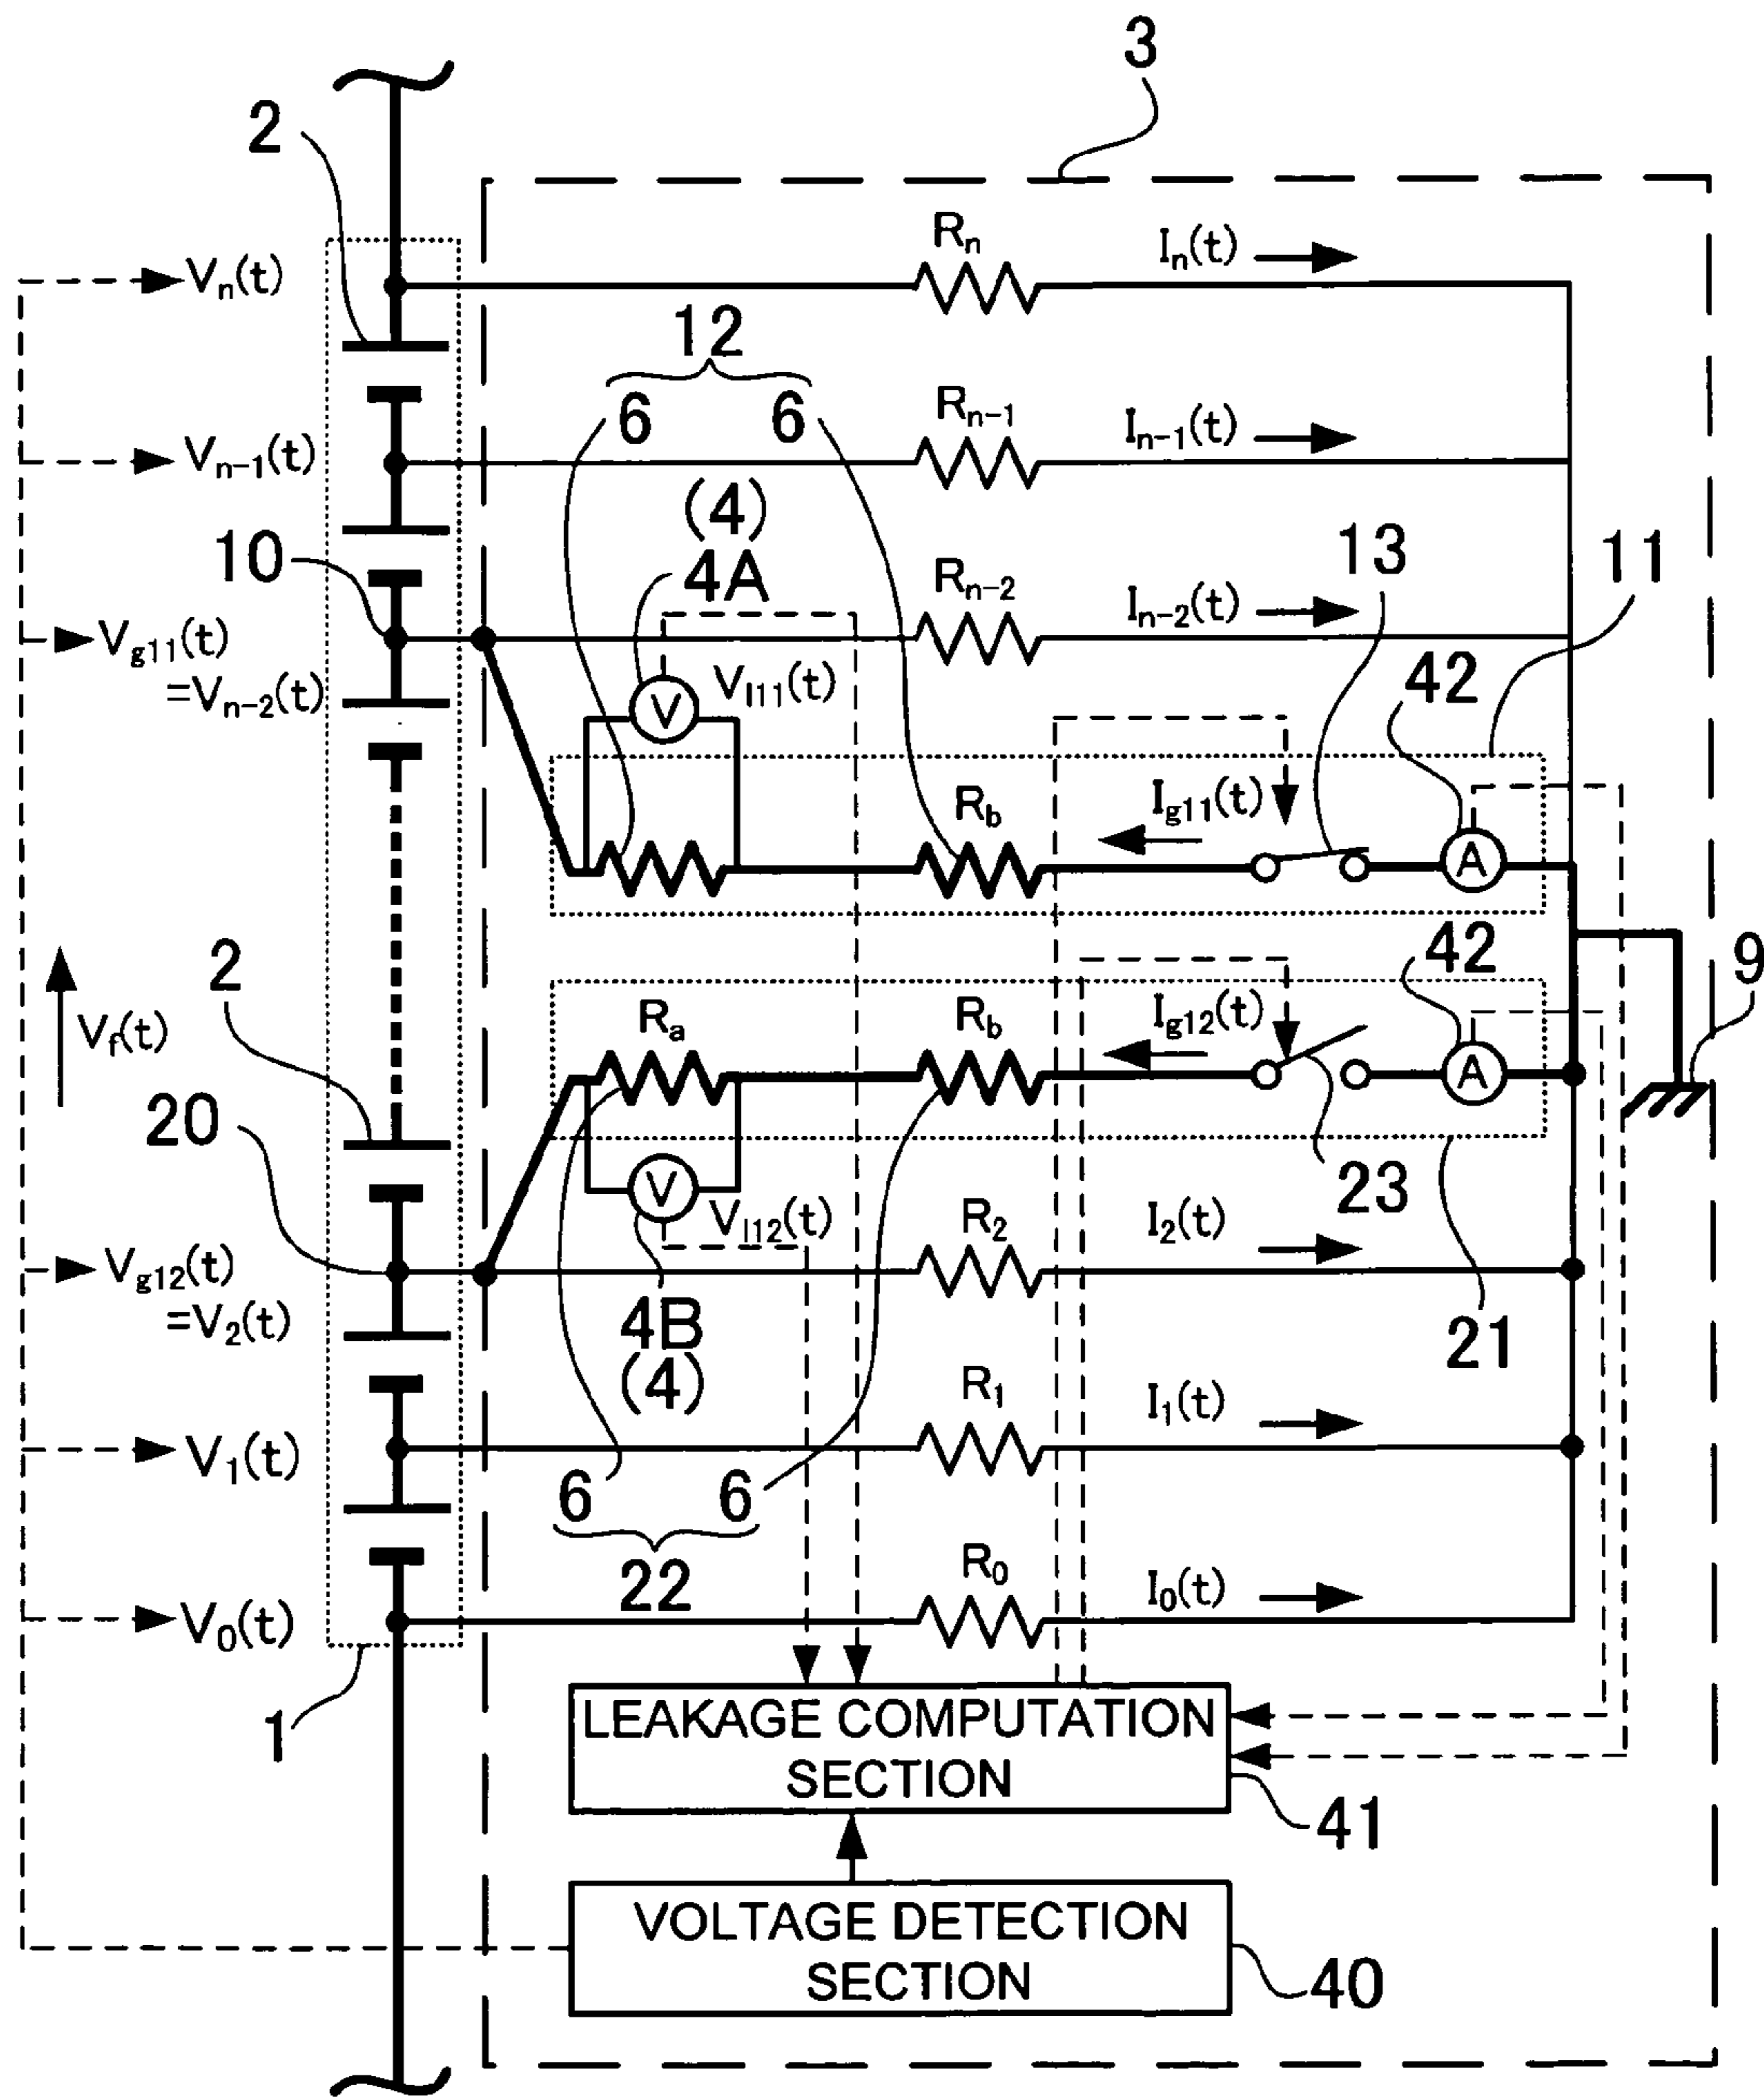 3
2
Rn
In(t)
Vn(t)
2
12
6
6
Rn-1
In-1(t)
Vn-1(t)
(4)
4A
10
Rn-2
In-2(t)
13
11
Vg11(t)
=Vn-2(t)
V
Vl11(t)
42
Rb
Ig11(t)
A
2
42
9
Vf(t)
Ra
Rb
Ig12(t)
A
20
V
Vl12(t)
23
R2
I2(t)
Vg12(t)
=V2(t)
4B
(4)
21
R1
I1(t)
V1(t)
6
6
22
R0
I0(t)
V0(t)
1
LEAKAGE COMPUTATION
SECTION
41
VOLTAGE DETECTION
SECTION
40